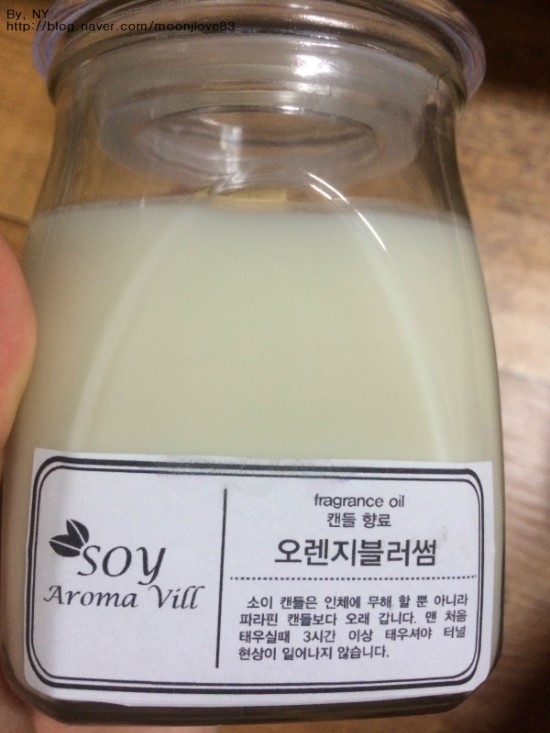 By, NY
http://blog.naver.com/moonjlove83
SOY
Aroma Vill
fragrance oil
캔들 향료
오렌지블러썸
소이 캔들은 인체에 무해 할 뿐 아니라
파라핀 캔들보다 오래 갑니다. 맨 처음
태우실때 3시간 이상 태우셔야 터널
현상이 일어나지 않습니다.